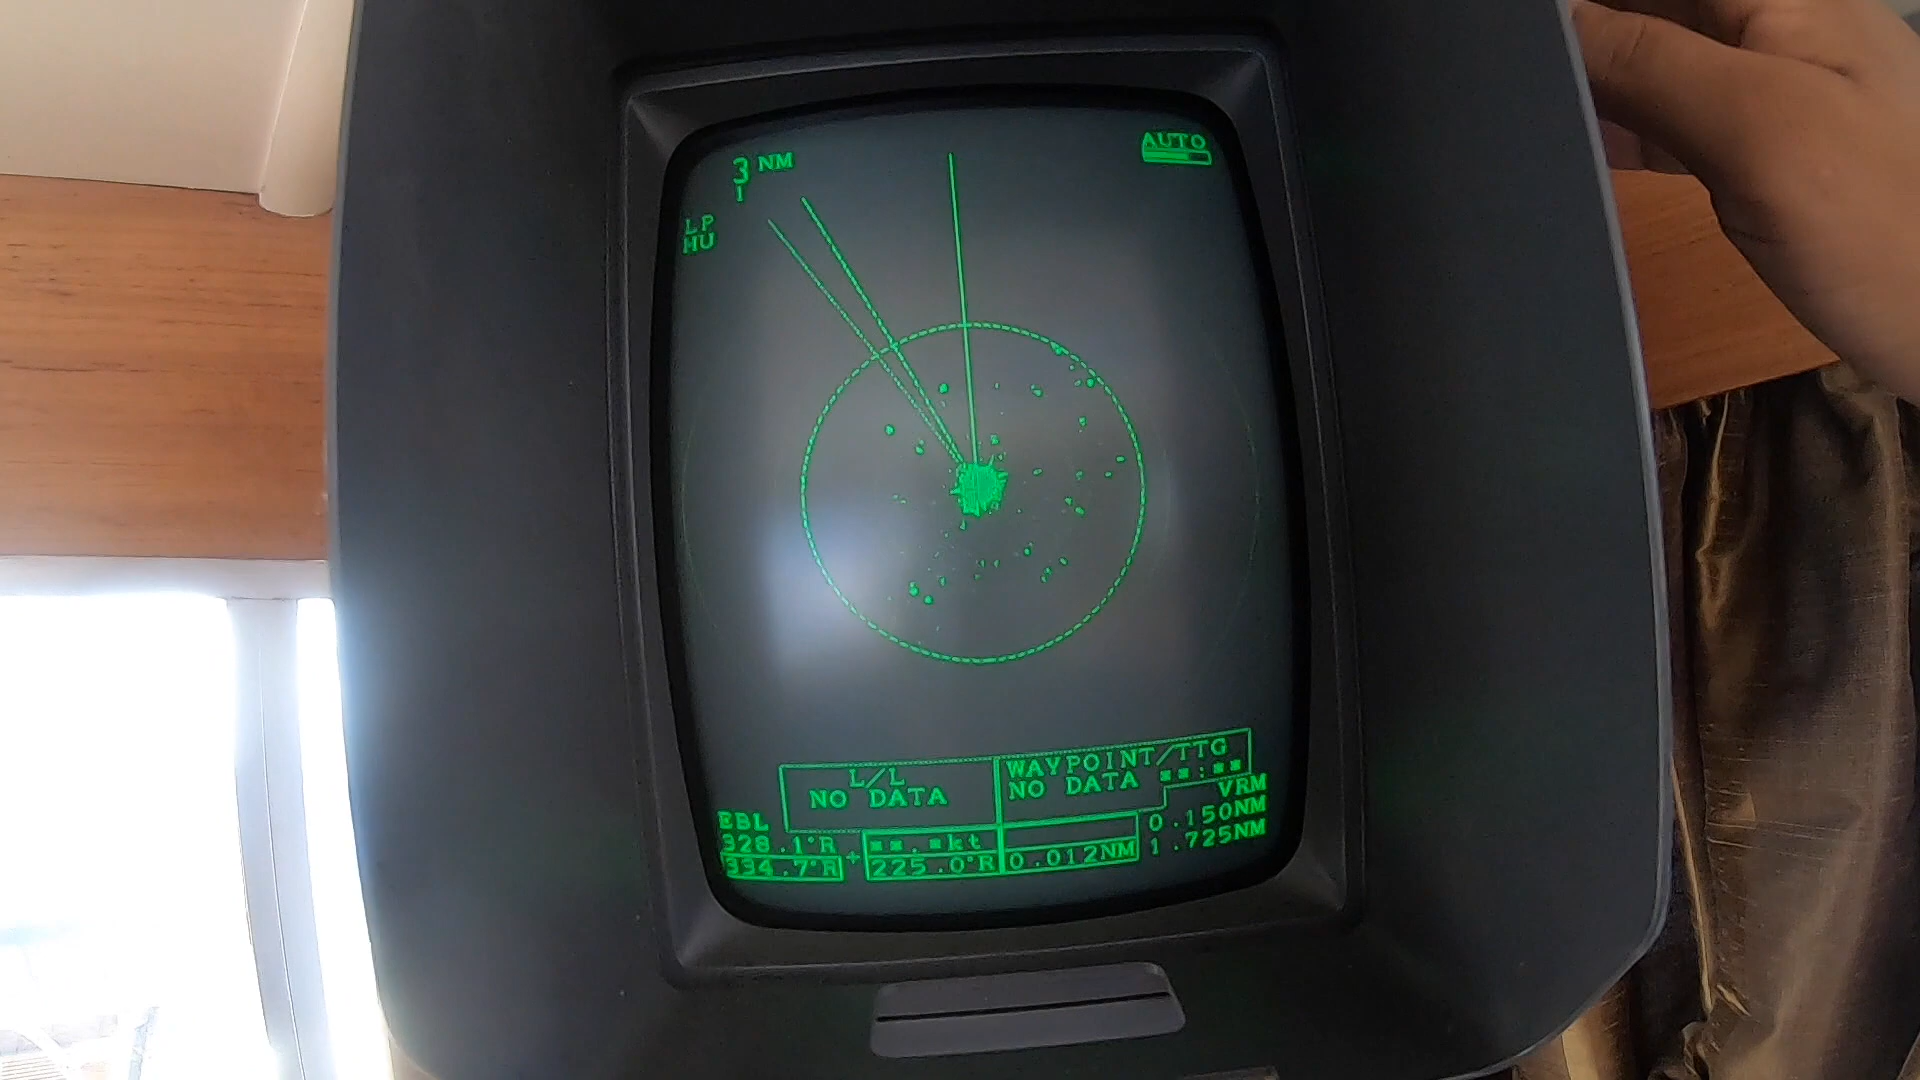 3 NM
1
AUTO
LP
HU
L/L
NO DATA
WAYPOINT/TTG
NO DATA **:**
EBL
328.1°R
334.7°R
+
**.*kt
225.0°R
0.012NM
VRM
0.150NM
1.725NM